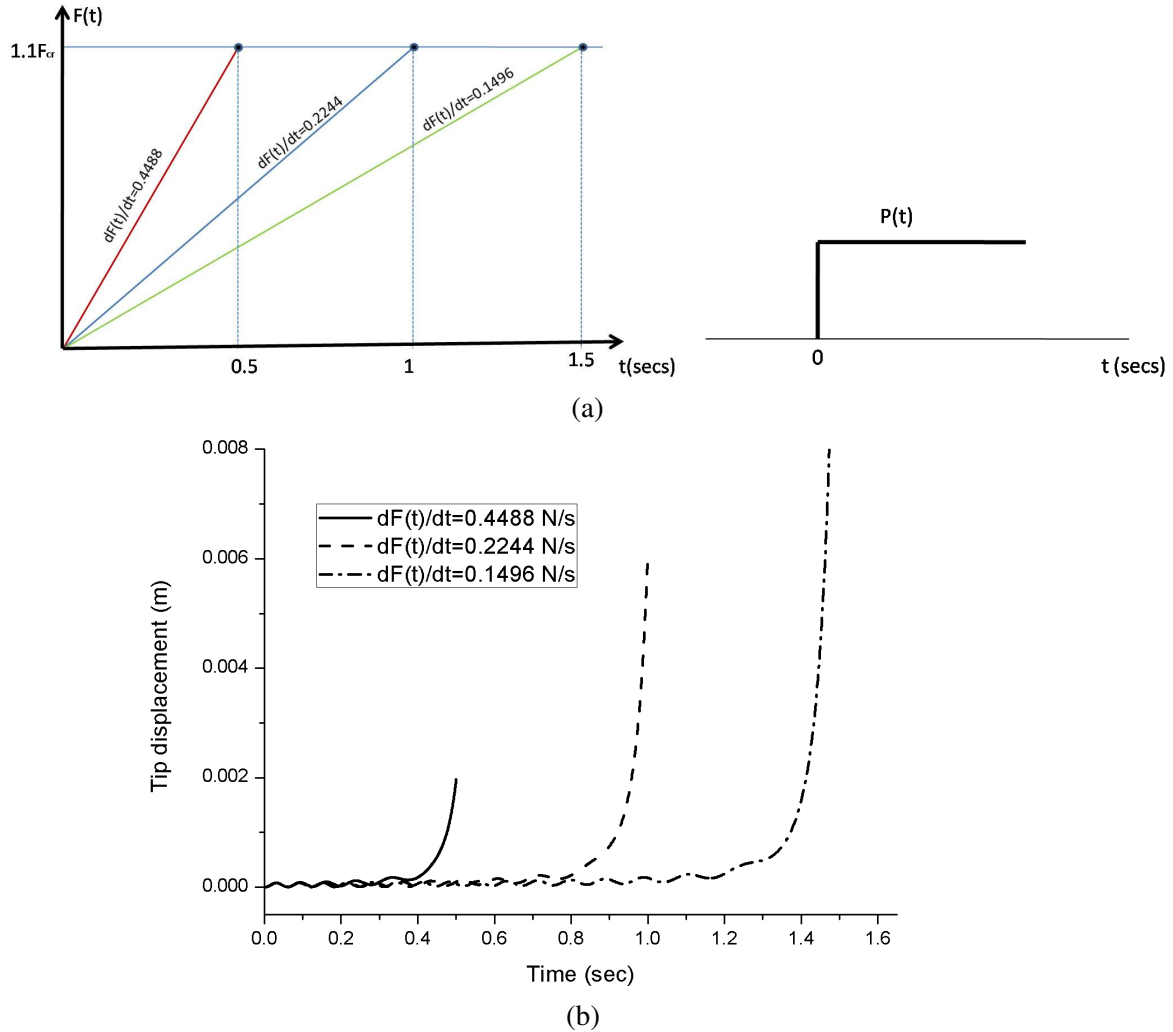 F(t)
1.1Fcr
dF(t)/dt=0.4488
dF(t)/dt=0.2244
dF(t)/dt=0.1496
0.5
1
1.5
t(secs)
P(t)
0
t (secs)
(a)
0.008
0.006
0.004
0.002
0.000
Tip displacement (m)
dF(t)/dt=0.4488 N/s
dF(t)/dt=0.2244 N/s
dF(t)/dt=0.1496 N/s
0.0 0.2 0.4 0.6 0.8 1.0 1.2 1.4 1.6
Time (sec)
(b)